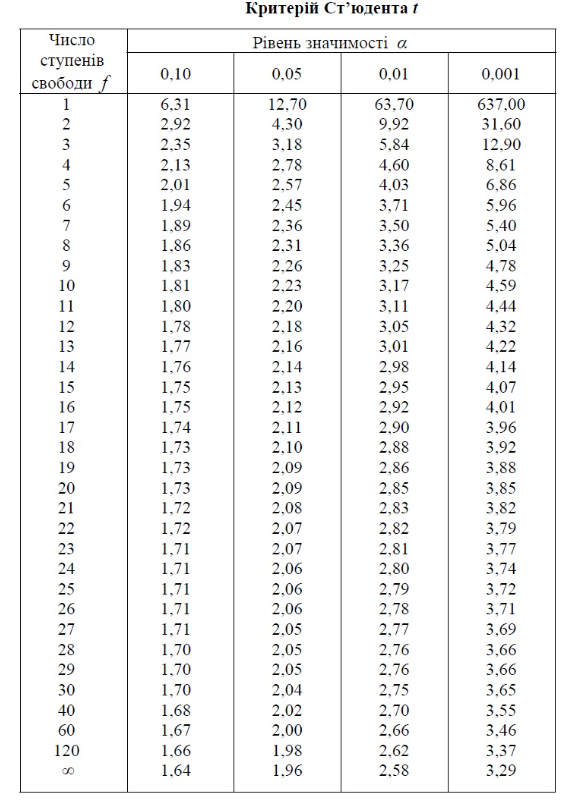 Критерій Ст’юдента t
Число ступенів свободи f Рівень значимості α
0,10 0,05 0,01 0,001
1 6,31 12,70 63,70 637,00
2 2,92 4,30 9,92 31,60
3 2,35 3,18 5,84 12,90
4 2,13 2,78 4,60 8,61
5 2,01 2,57 4,03 6,86
6 1,94 2,45 3,71 5,96
7 1,89 2,36 3,50 5,40
8 1,86 2,31 3,36 5,04
9 1,83 2,26 3,25 4,78
10 1,81 2,23 3,17 4,59
11 1,80 2,20 3,11 4,44
12 1,78 2,18 3,05 4,32
13 1,77 2,16 3,01 4,22
14 1,76 2,14 2,98 4,14
15 1,75 2,13 2,95 4,07
16 1,75 2,12 2,92 4,01
17 1,74 2,11 2,90 3,96
18 1,73 2,10 2,88 3,92
19 1,73 2,09 2,86 3,88
20 1,73 2,09 2,85 3,85
21 1,72 2,08 2,83 3,82
22 1,72 2,07 2,82 3,79
23 1,71 2,07 2,81 3,77
24 1,71 2,06 2,80 3,74
25 1,71 2,06 2,79 3,72
26 1,71 2,06 2,78 3,71
27 1,71 2,05 2,77 3,69
28 1,70 2,05 2,76 3,66
29 1,70 2,05 2,76 3,66
30 1,70 2,04 2,75 3,65
40 1,68 2,02 2,70 3,55
60 1,67 2,00 2,66 3,46
120 1,66 1,98 2,62 3,37
∞ 1,64 1,96 2,58 3,29